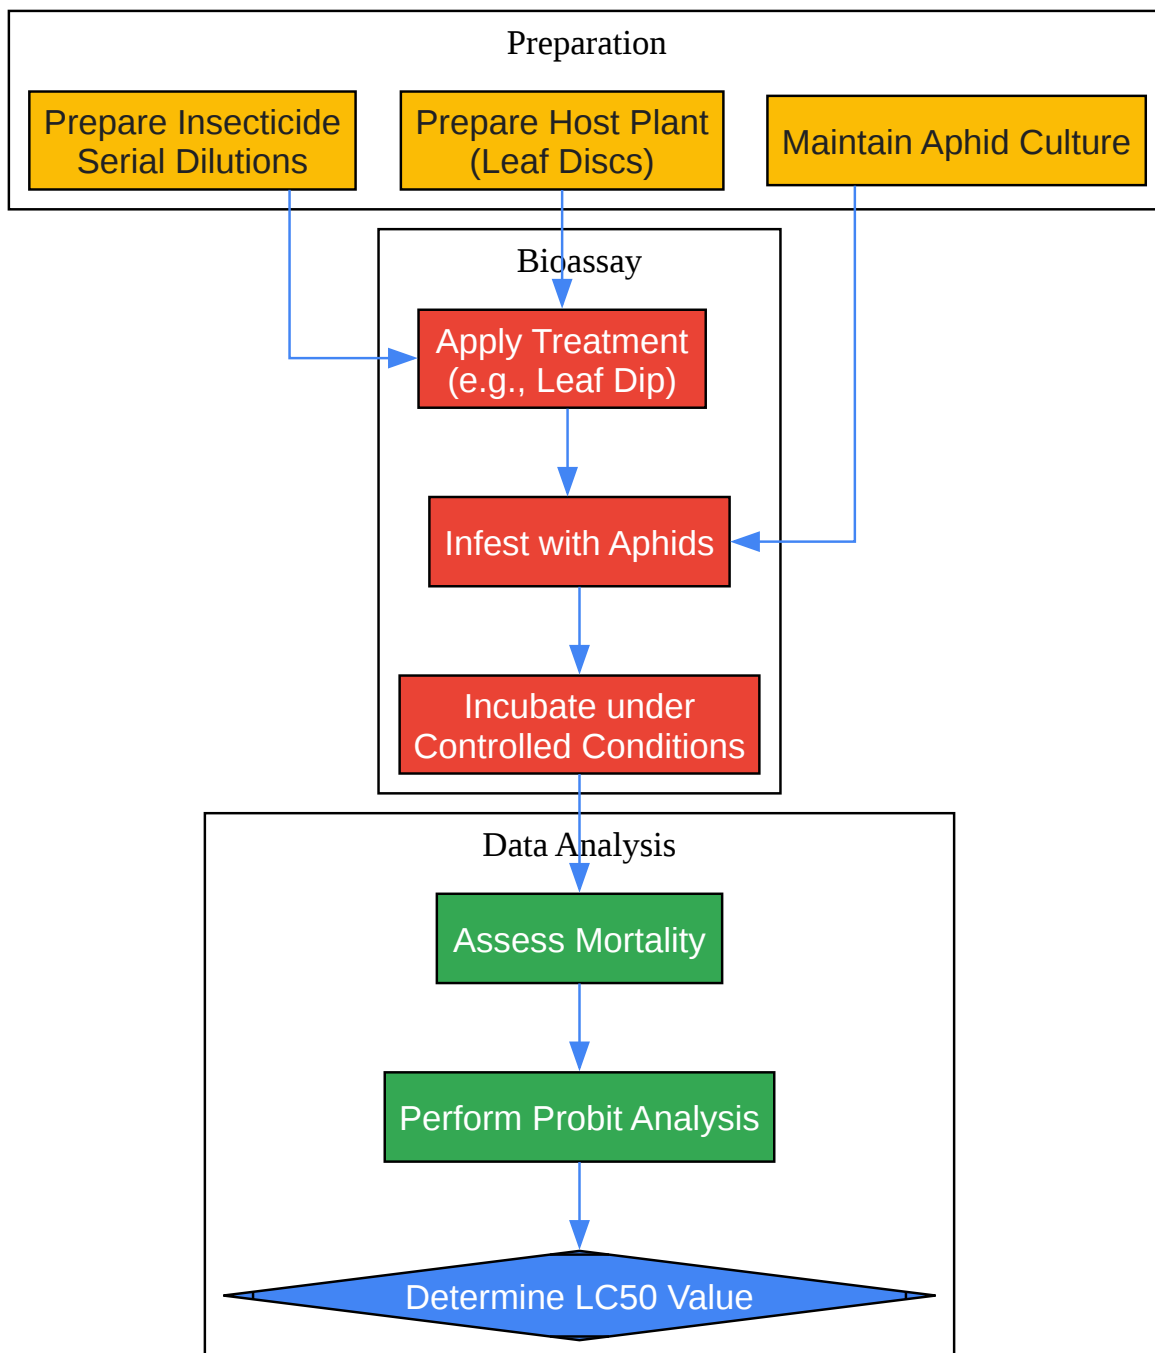 Preparation
Prepare Insecticide
Serial Dilutions
Prepare Host Plant
(Leaf Discs)
Maintain Aphid Culture
Bioassay
Apply Treatment
(e.g., Leaf Dip)
Infest with Aphids
Incubate under
Controlled Conditions
Data Analysis
Assess Mortality
Perform Probit Analysis
Determine LC50 Value